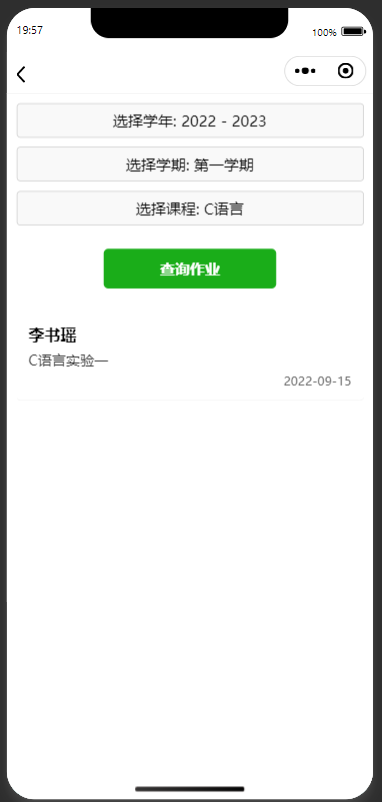 19:57
100%
选择学年: 2022 - 2023
选择学期: 第一学期
选择课程: C语言
查询作业
李书瑶
C语言实验一
2022-09-15